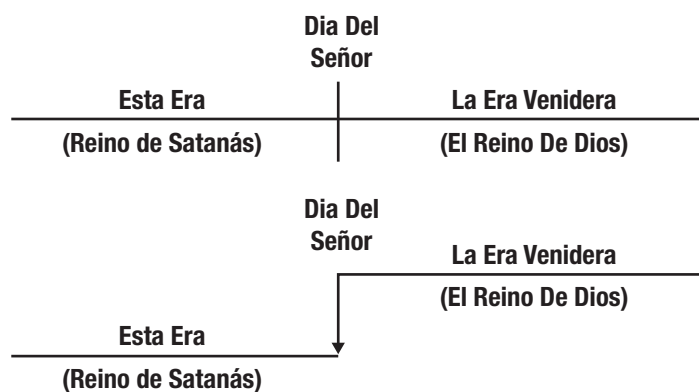 Dia Del
Señor
Esta Era
La Era Venidera
(Reino de Satanás)
(El Reino De Dios)
Dia Del
Señor
La Era Venidera
(El Reino De Dios)
Esta Era
(Reino de Satanás)